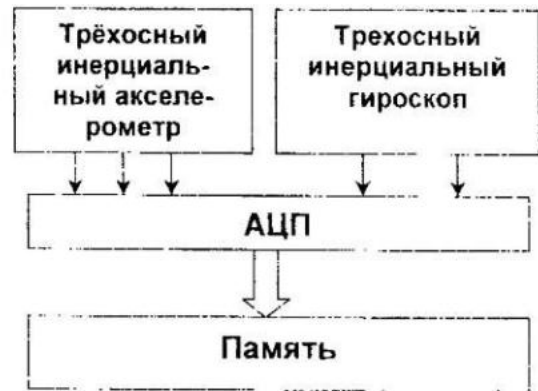 Трёхосный
инерциаль-
ный акселе-
рометр
Трехосный
инерциальный
гироскоп
АЦП
Память